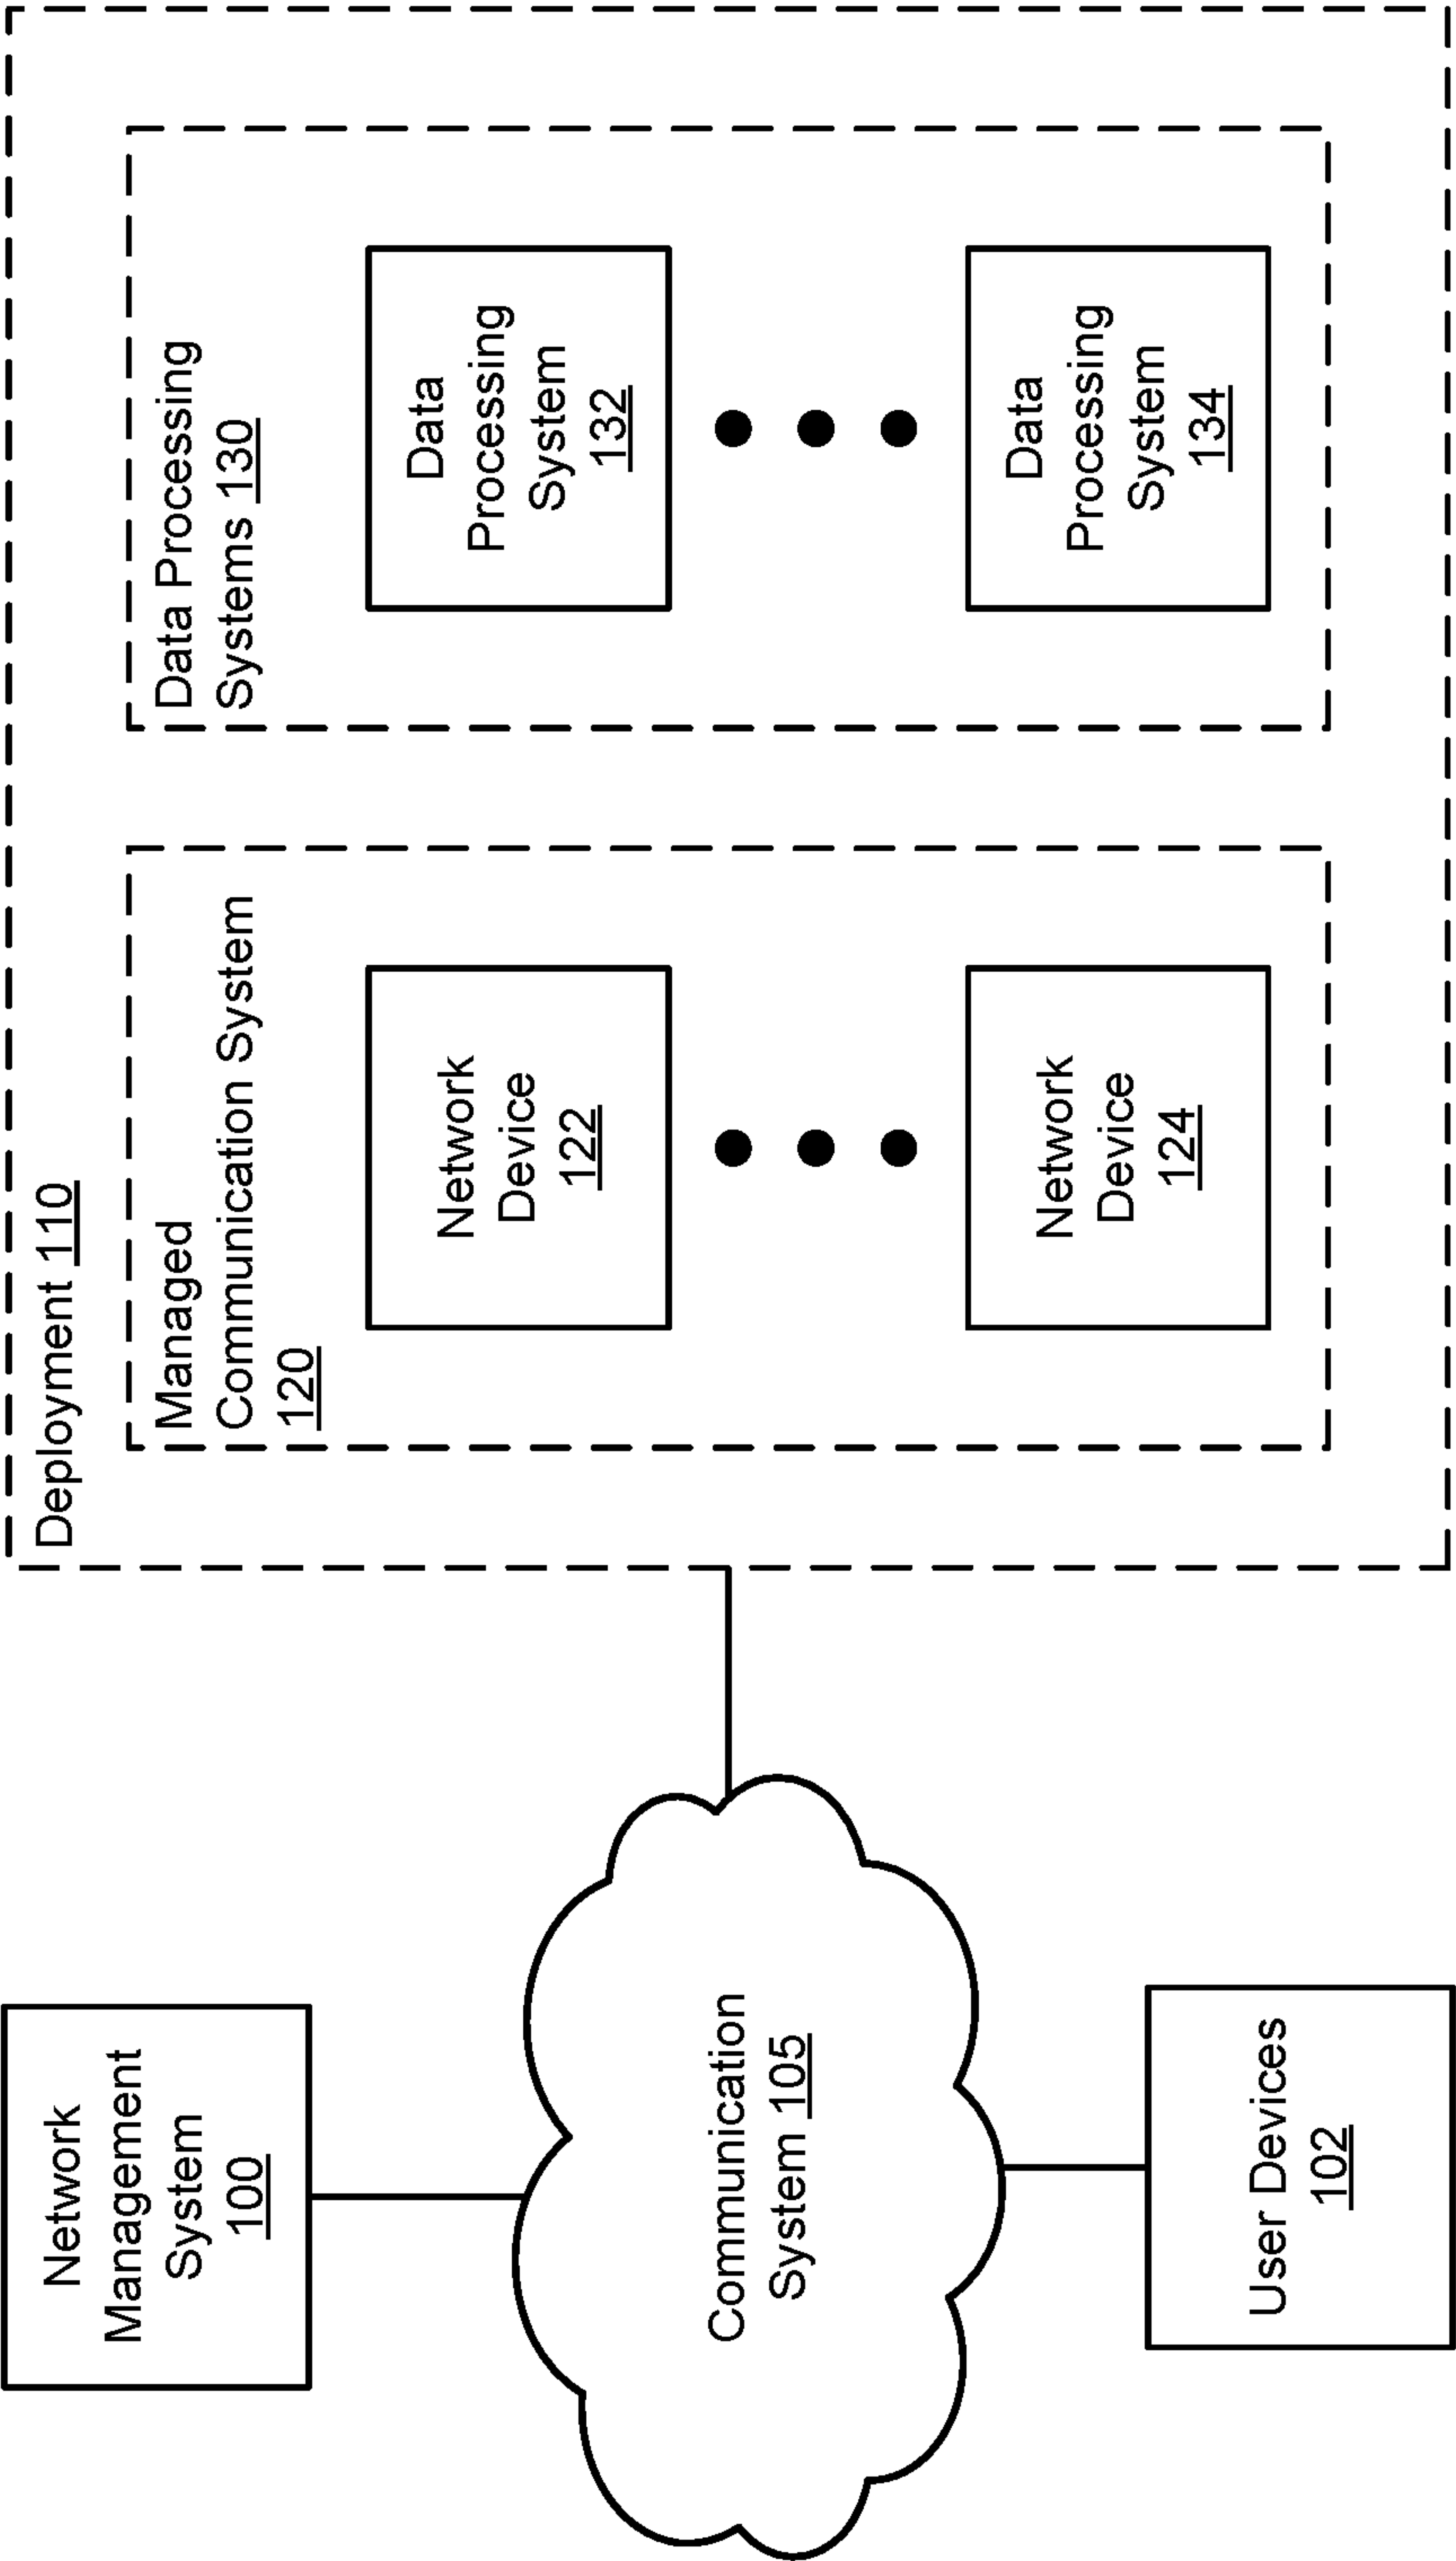 Network
Management
System
100
Communication
System 105
User Devices
102
Deployment 110
Managed
Communication System
120
Network
Device
122
Network
Device
124
Data Processing
Systems 130
Data
Processing
System
132
Data
Processing
System
134